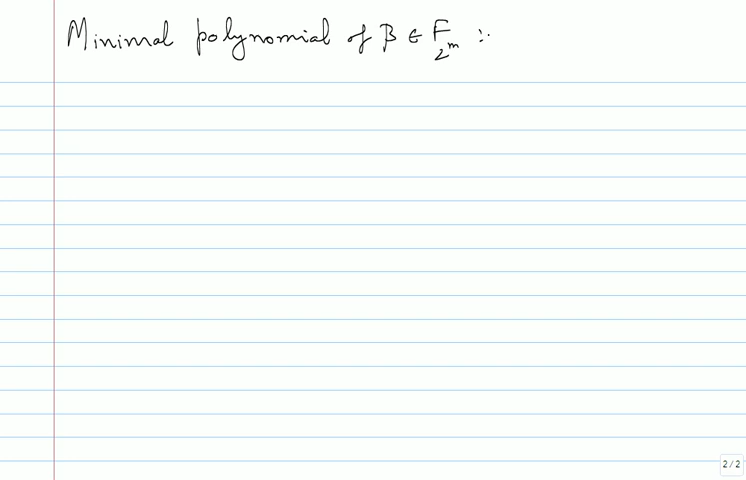 Minimal polynomial of β ∈ F_{2^m} :-
2 / 2